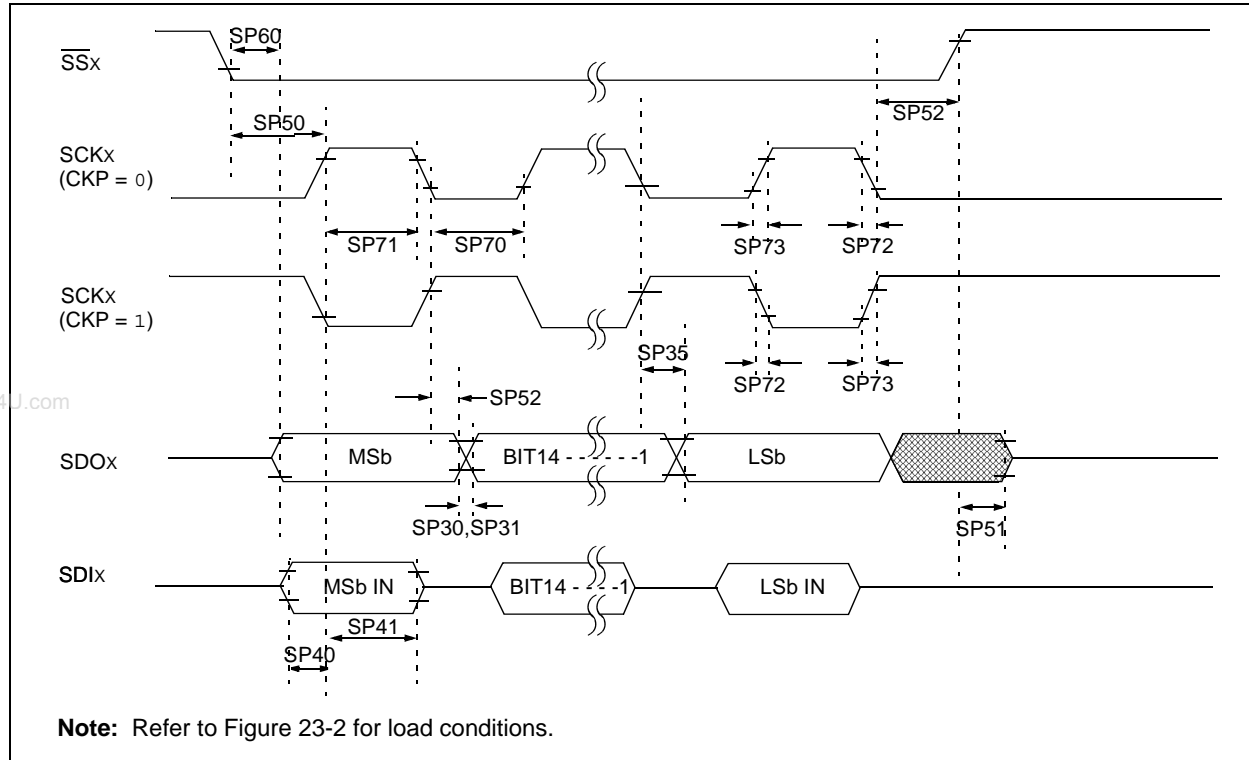 SP60
SSx
SP52
SP50
SCKx
(CKP = 0)
SP71
SP70
SP73
SP72
SCKx
(CKP = 1)
SP35
SP72
SP73
SP52
4U.com
SDOx
MSb
BIT14 - - - - - -1
LSb
SP30,SP31
SP51
SDIx
MSb IN
BIT14 - - - -1
LSb IN
SP41
SP40
Note: Refer to Figure 23-2 for load conditions.